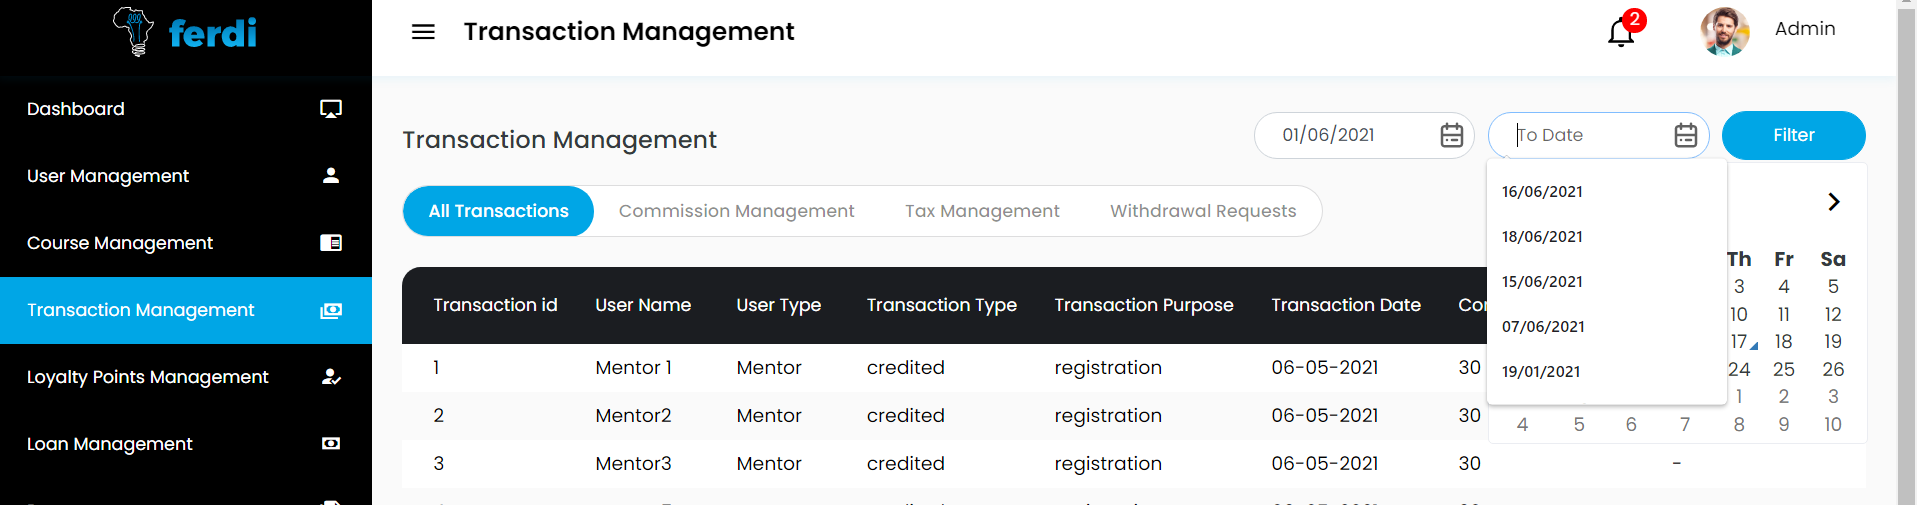 ferdi
Transaction Management
2
Admin
Dashboard
User Management
Course Management
Transaction Management
Loyalty Points Management
Loan Management
Transaction Management
01/06/2021
To Date
Filter
16/06/2021
18/06/2021
15/06/2021
07/06/2021
19/01/2021
Th Fr Sa
3 4 5
10 11 12
17 18 19
24 25 26
1 2 3
4 5 6 7 8 9 10
All Transactions Commission Management Tax Management Withdrawal Requests
Transaction id User Name User Type Transaction Type Transaction Purpose Transaction Date
1 Mentor 1 Mentor credited registration 06-05-2021 30
2 Mentor2 Mentor credited registration 06-05-2021 30
3 Mentor3 Mentor credited registration 06-05-2021 30 -